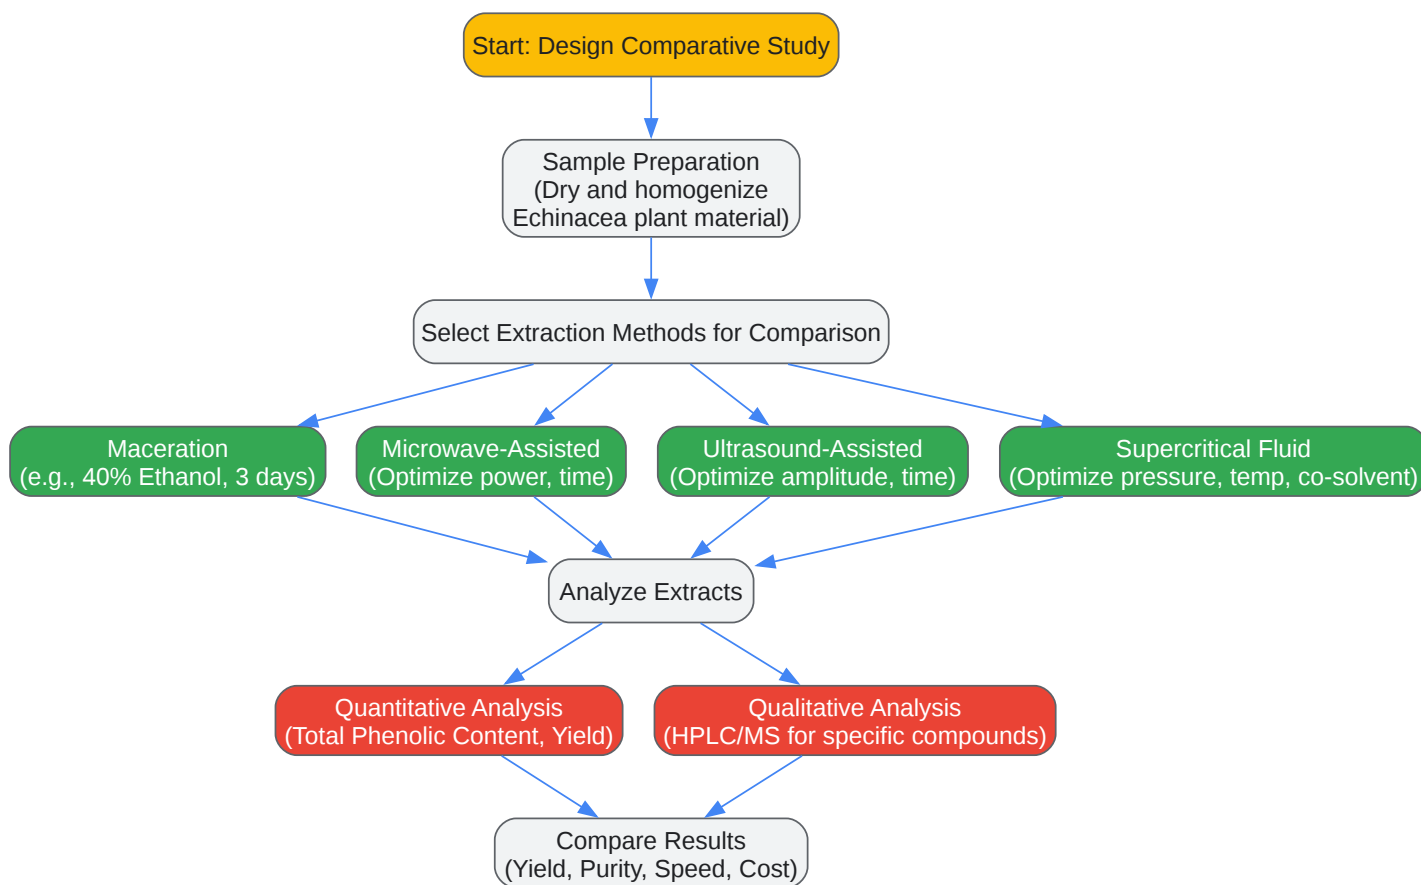 Start: Design Comparative Study
Sample Preparation
(Dry and homogenize
Echinacea plant material)
Select Extraction Methods for Comparison
Maceration
(e.g., 40% Ethanol, 3 days)
Microwave-Assisted
(Optimize power, time)
Ultrasound-Assisted
(Optimize amplitude, time)
Supercritical Fluid
(Optimize pressure, temp, co-solvent)
Analyze Extracts
Quantitative Analysis
(Total Phenolic Content, Yield)
Qualitative Analysis
(HPLC/MS for specific compounds)
Compare Results
(Yield, Purity, Speed, Cost)